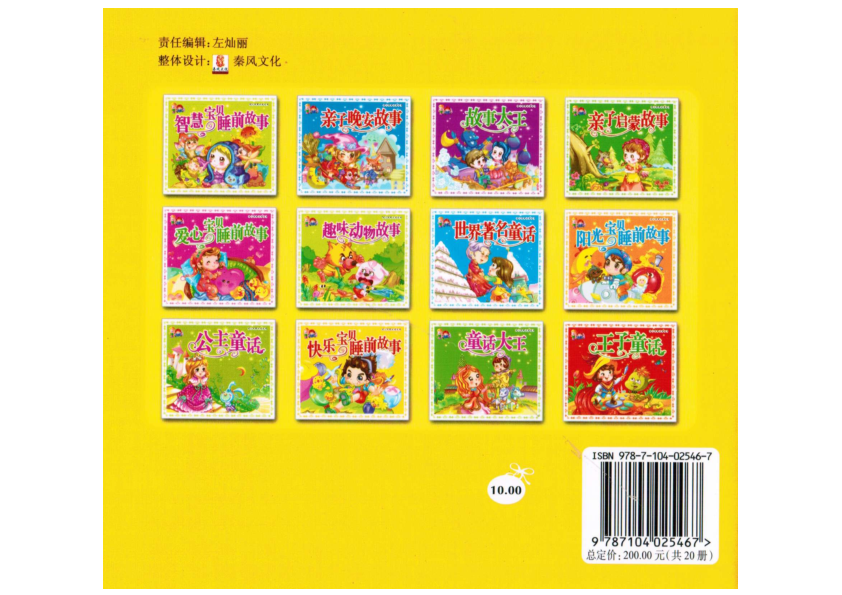 责任编辑：左灿丽
整体设计：秦风文化
智慧宝贝睡前故事
亲子晚安故事
故事大王
亲子启蒙故事
爱心宝贝睡前故事
趣味动物故事
世界著名童话
阳光宝贝睡前故事
公主童话
快乐宝贝睡前故事
童话大王
王子童话
ISBN 978-7-104-02546-7
10.00
9 787104 025467 >
总定价：200.00 元（共 20 册）